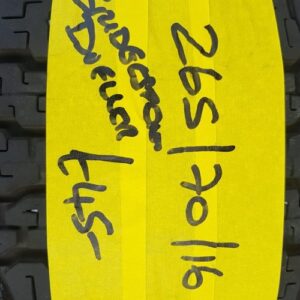 265/70/16
BRIDGESTONE
DUELER
£45-